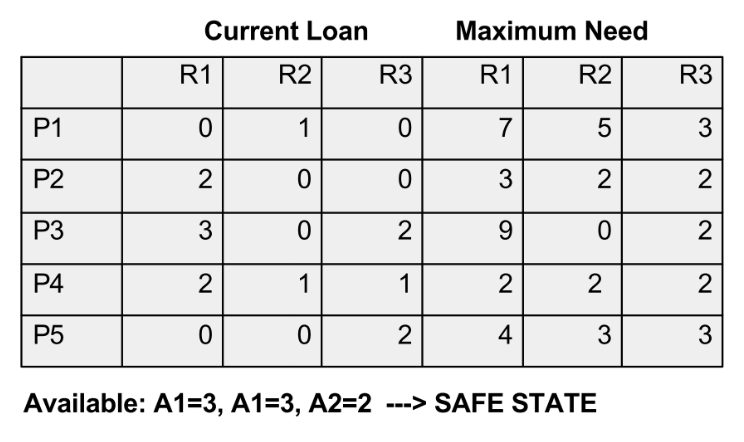 Current Loan Maximum Need
R1 R2 R3 R1 R2 R3
P1 0 1 0 7 5 3
P2 2 0 0 3 2 2
P3 3 0 2 9 0 2
P4 2 1 1 2 2 2
P5 0 0 2 4 3 3
Available: A1=3, A1=3, A2=2 ---> SAFE STATE